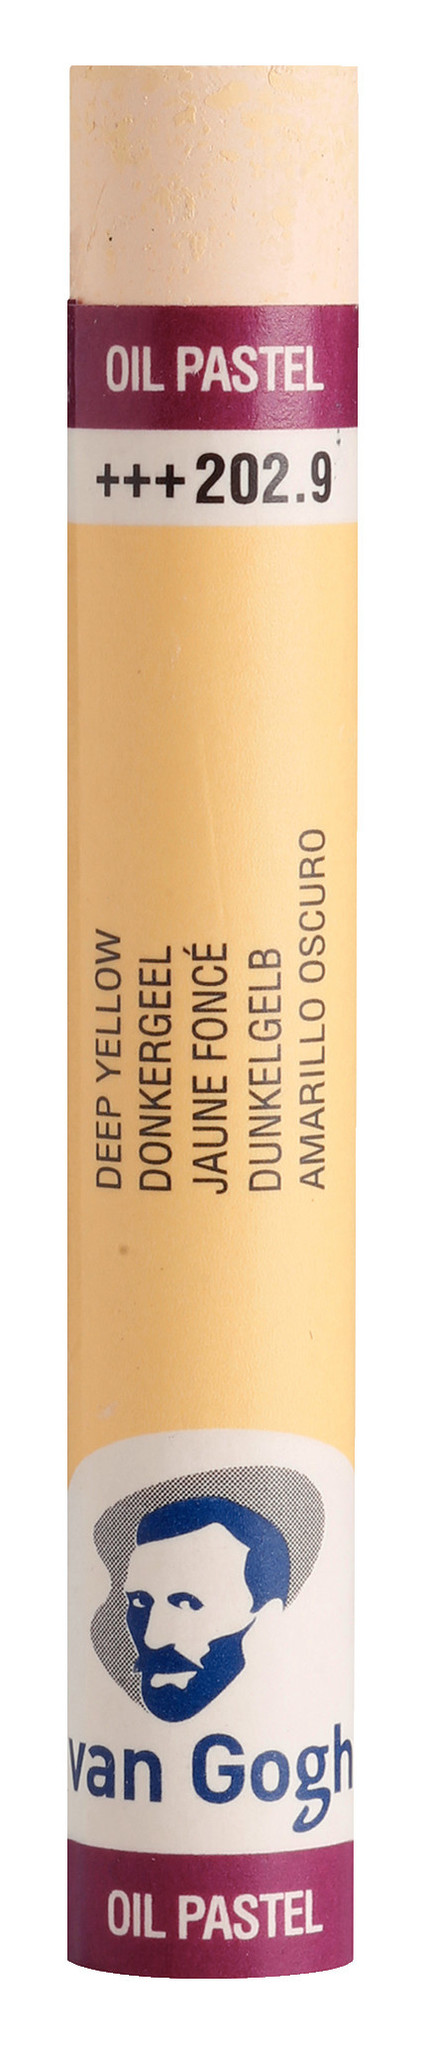 OIL PASTEL
+++202.9
DEEP YELLOW
DONKERGEEL
JAUNE FONCÉ
DUNKELGELB
AMARILLO OSCURO
van Gogh
OIL PASTEL